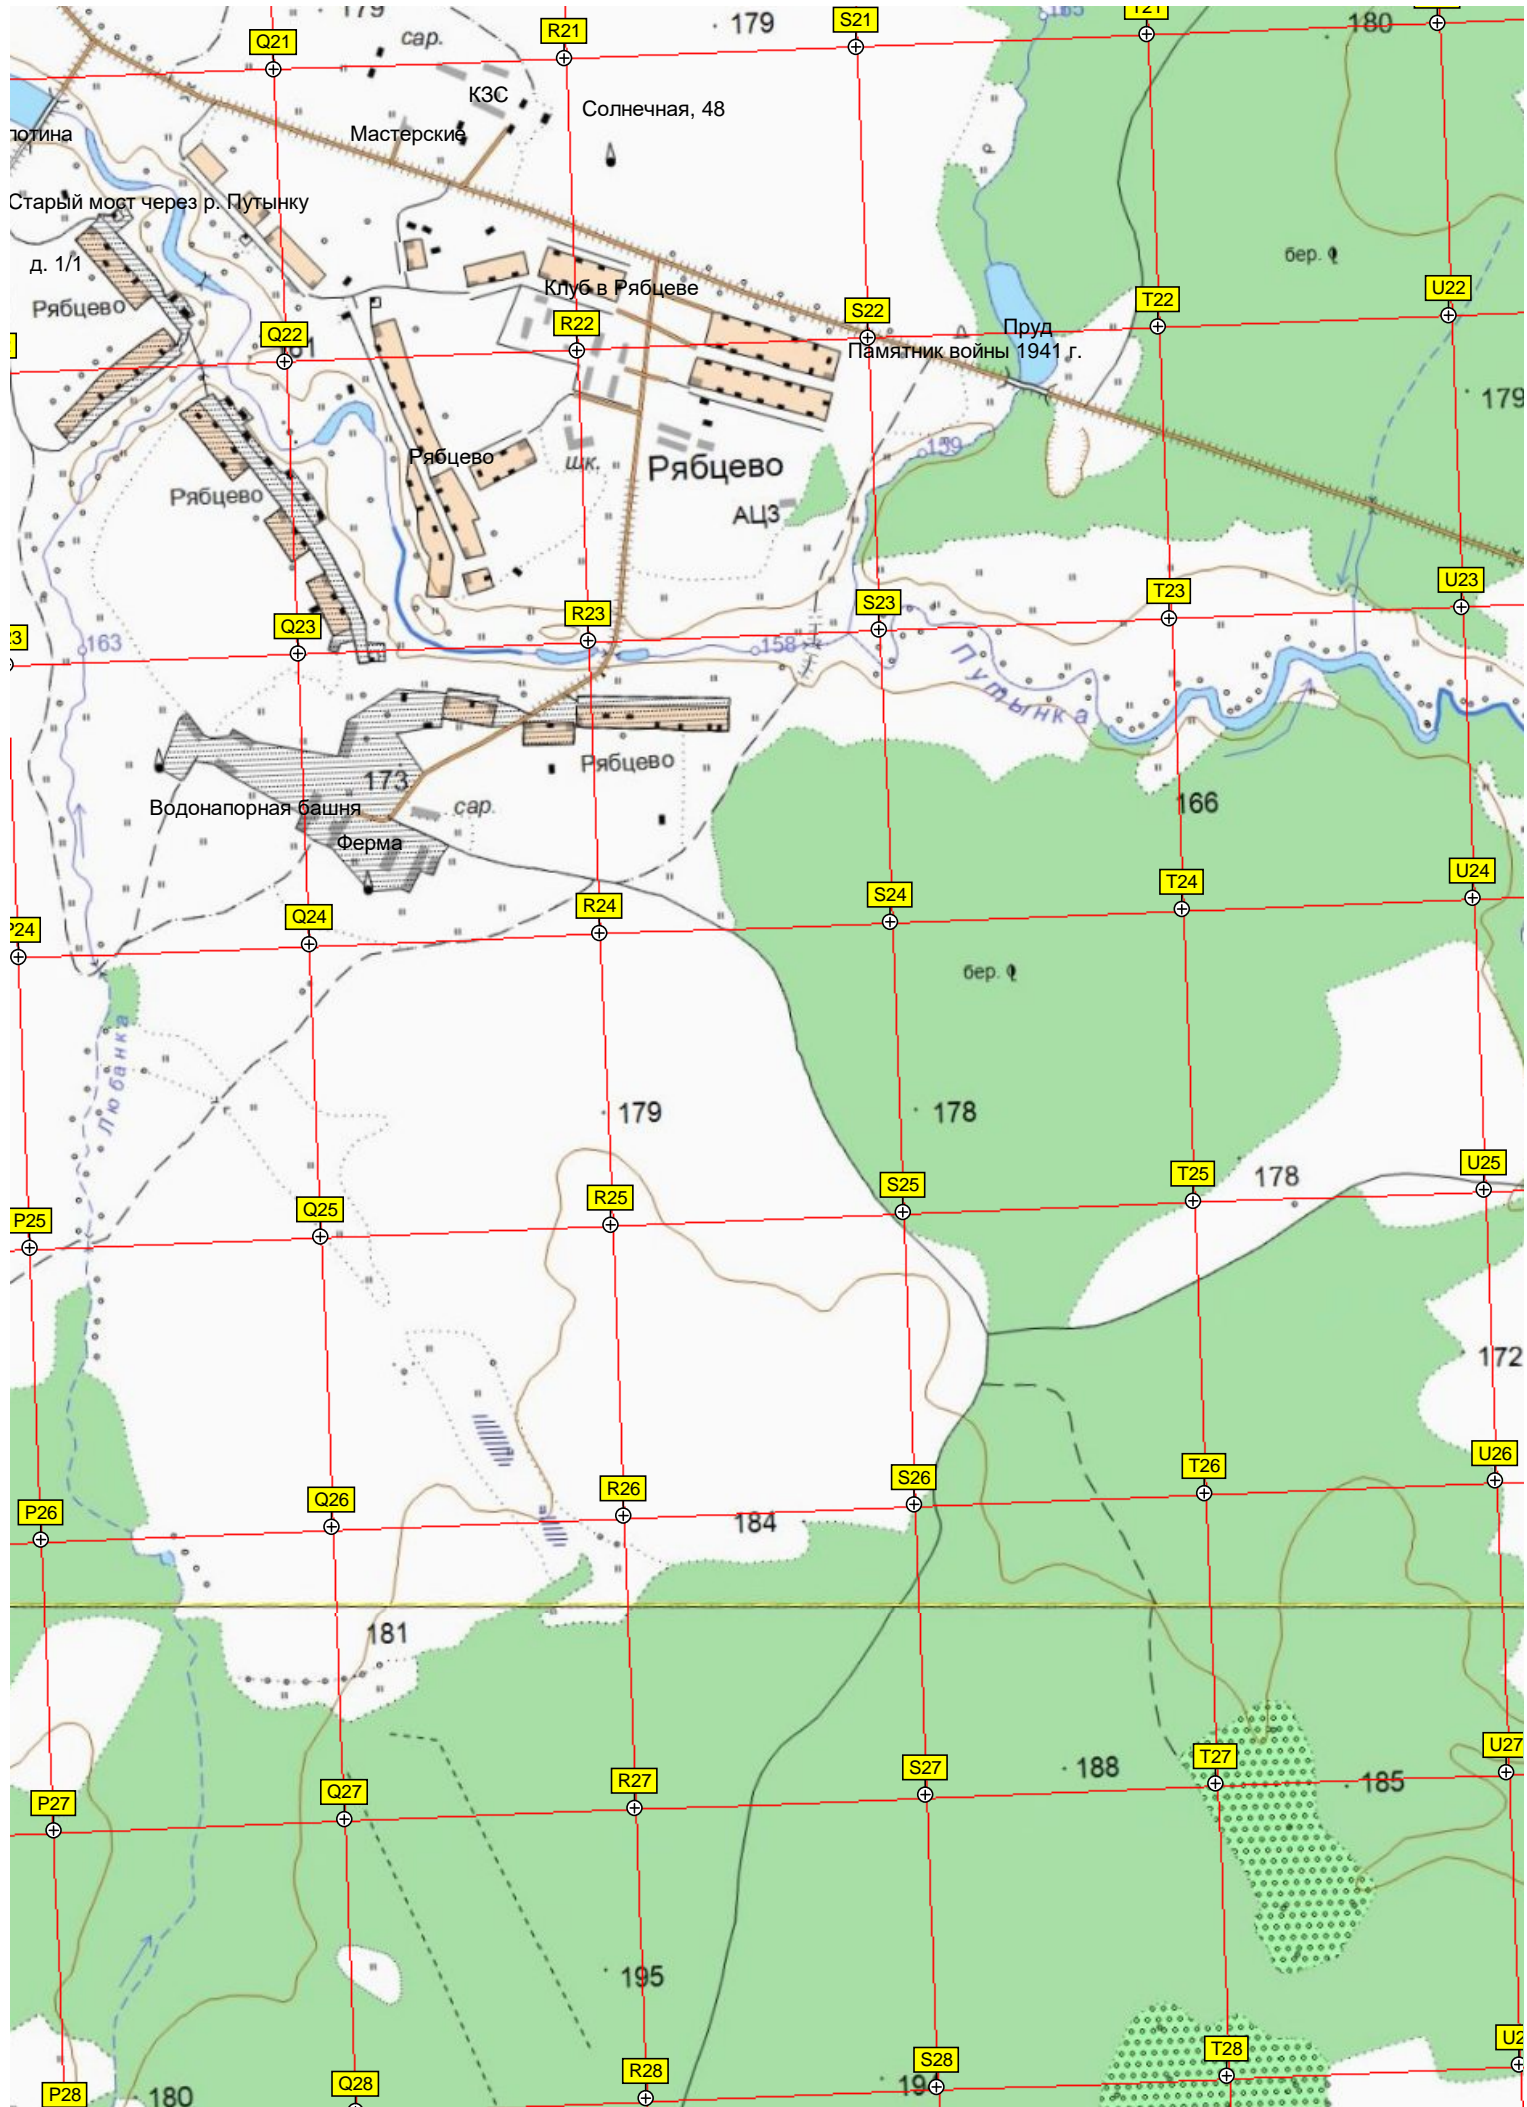 179
179
165
180
T21
Q21
R21
S21
сар.
КЗС
Солнечная, 48
Мастерские
потина
Старый мост через р. Путынку
д. 1/1
Рябцево
бер.
Клуб в Рябцеве
Q22
R22
S22
T22
U22
Пруд
Памятник войны 1941 г.
179
Рябцево
шк.
Рябцево
159
Рябцево
АЦЗ
Q23
R23
S23
T23
U23
163
158
Путынка
Рябцево
173
166
Водонапорная башня
сар.
Ферма
P24
Q24
R24
S24
T24
U24
бер.
Любанка
179
178
178
P25
Q25
R25
S25
T25
U25
172
P26
Q26
R26
S26
T26
U26
184
181
188
185
P27
Q27
R27
S27
T27
U27
195
P28
Q28
R28
S28
T28
180